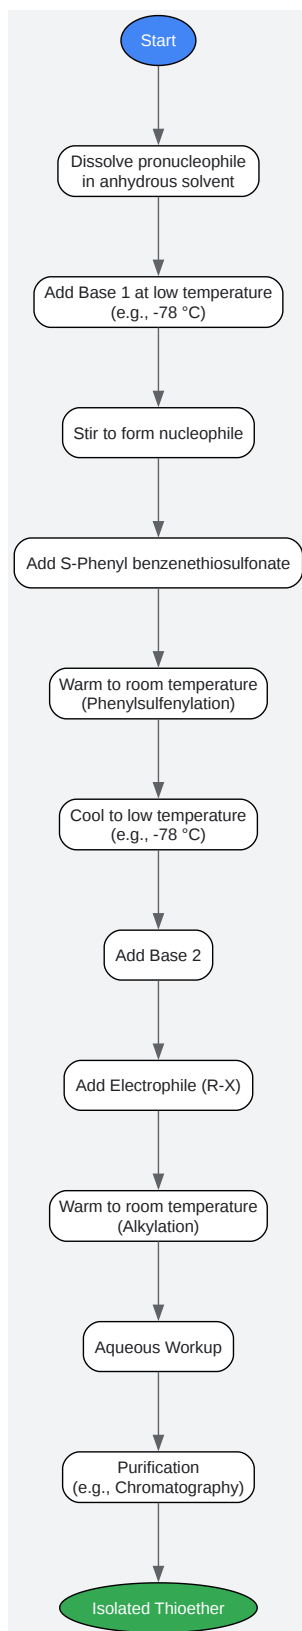 Start
Dissolve pronucleophile
in anhydrous solvent
Add Base 1 at low temperature
(e.g., -78 °C)
Stir to form nucleophile
Add S-Phenyl benzenethiosulfonate
Warm to room temperature
(Phenylsulfenylation)
Cool to low temperature
(e.g., -78 °C)
Add Base 2
Add Electrophile (R-X)
Warm to room temperature
(Alkylation)
Aqueous Workup
Purification
(e.g., Chromatography)
Isolated Thioether